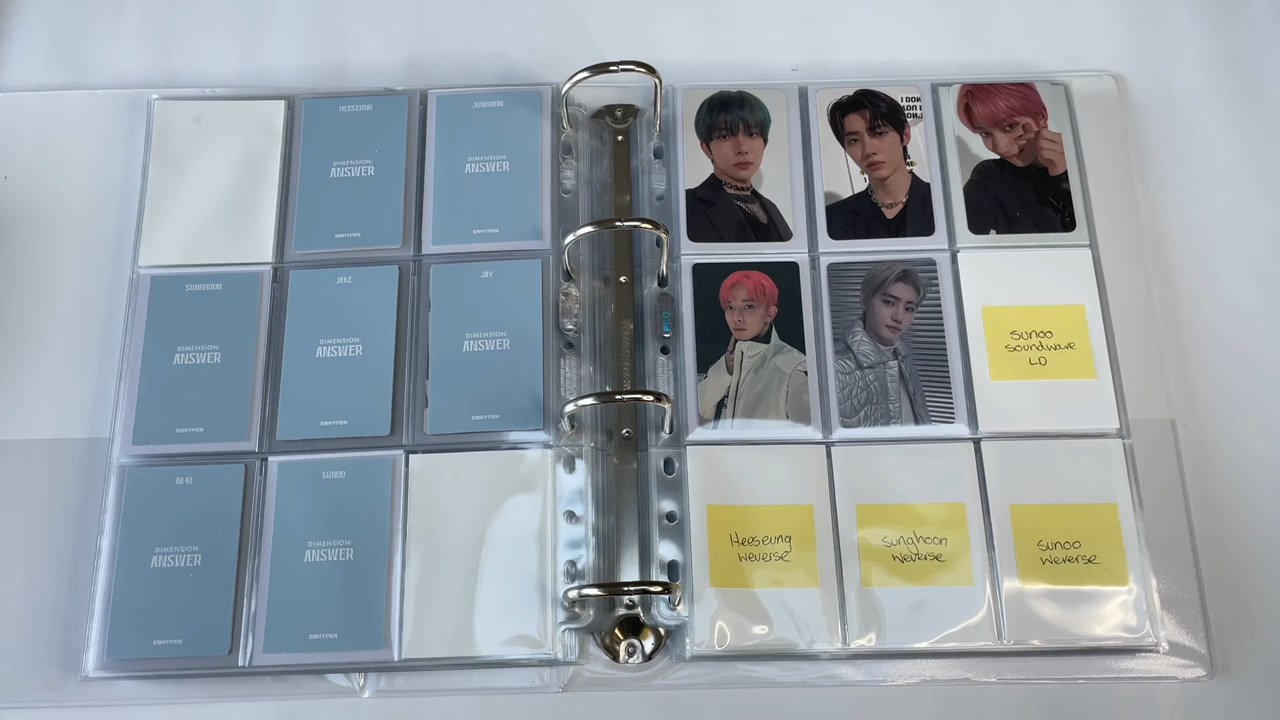 HEESEUNG
DIMENSION:
ANSWER
ENHYPEN
JUNGWON
DIMENSION:
ANSWER
ENHYPEN
SUNGHOON
DIMENSION:
ANSWER
ENHYPEN
JAKE
DIMENSION:
ANSWER
ENHYPEN
JAY
DIMENSION:
ANSWER
ENHYPEN
NI-KI
DIMENSION:
ANSWER
ENHYPEN
SUNOO
DIMENSION:
ANSWER
ENHYPEN
I DON
sunoo
soundwave
LD
Heeseung
weverse
sunghoon
weverse
sunoo
weverse